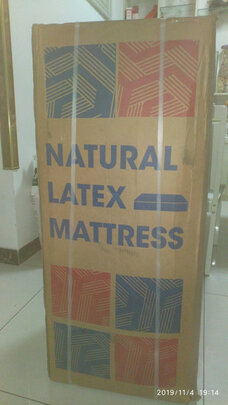 NATURAL
LATEX
MATTRESS
2019/11/4 19:14